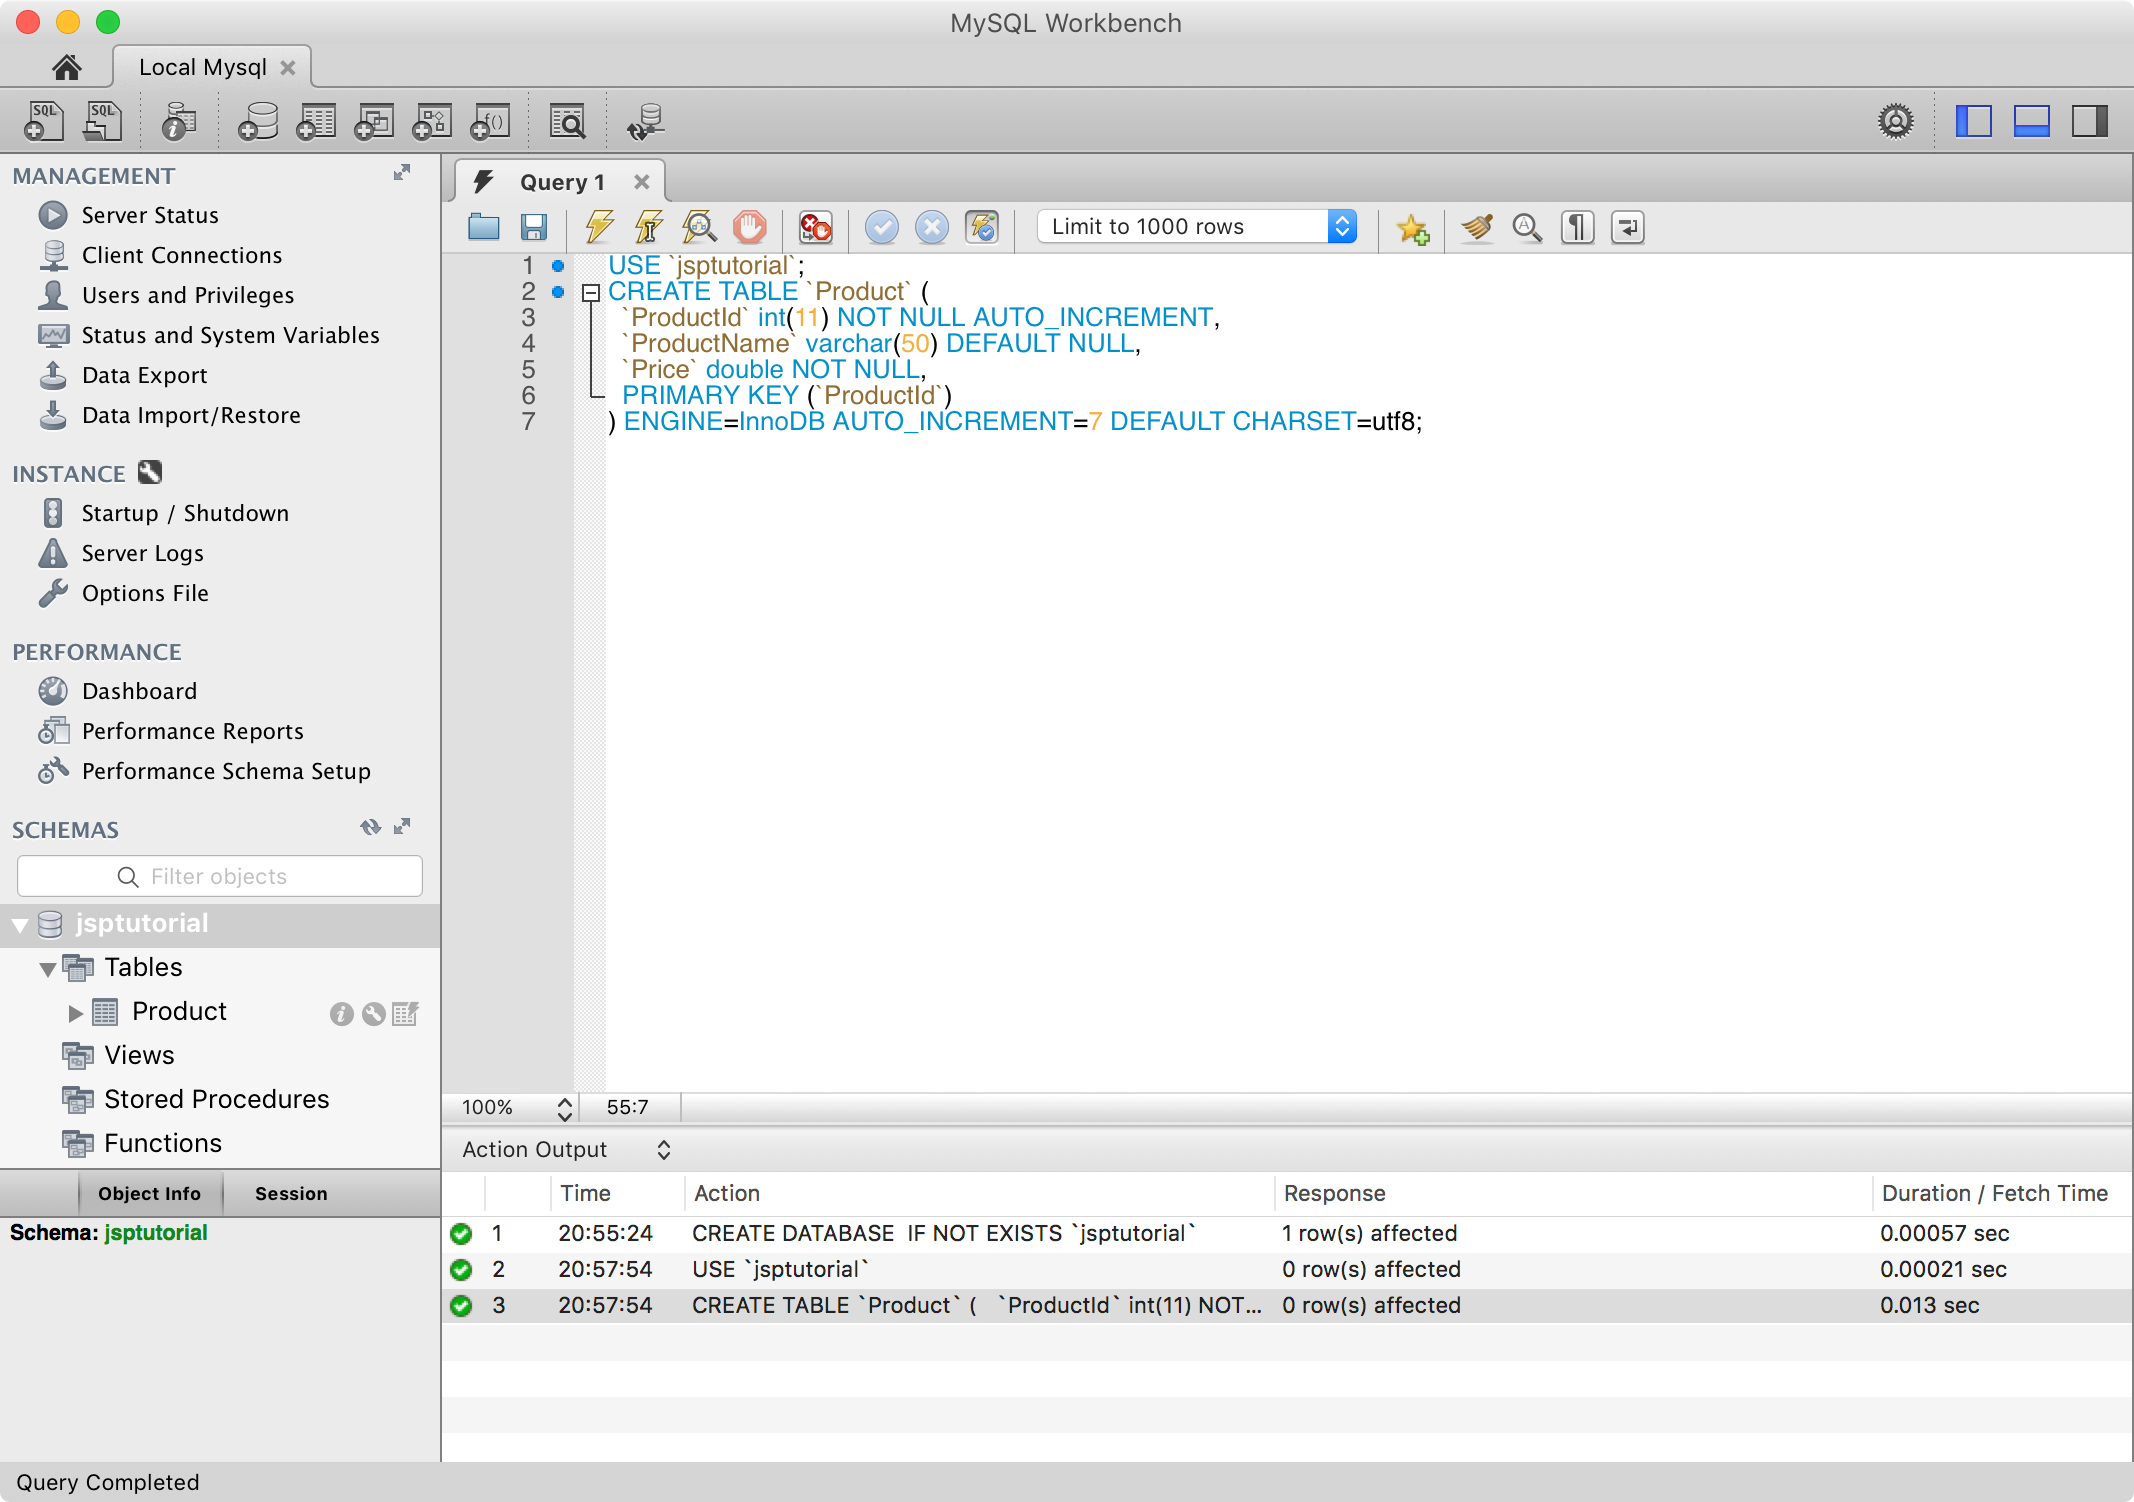 MySQL Workbench
Local Mysql
SQL SQL
f()
MANAGEMENT
Server Status
Client Connections
Users and Privileges
Status and System Variables
Data Export
Data Import/Restore
INSTANCE
Startup / Shutdown
Server Logs
Options File
PERFORMANCE
Dashboard
Performance Reports
Performance Schema Setup
SCHEMAS
Filter objects
jsptutorial
Tables
Product
Views
Stored Procedures
Functions
Object Info Session
Schema: jsptutorial
Query 1
Limit to 1000 rows
1 USE `jsptutorial`;
2 CREATE TABLE `Product` (
3 `ProductId` int(11) NOT NULL AUTO_INCREMENT,
4 `ProductName` varchar(50) DEFAULT NULL,
5 `Price` double NOT NULL,
6 PRIMARY KEY (`ProductId`)
7 ) ENGINE=InnoDB AUTO_INCREMENT=7 DEFAULT CHARSET=utf8;
100% 55:7
Action Output
Time Action Response Duration / Fetch Time
1 20:55:24 CREATE DATABASE  IF NOT EXISTS `jsptutorial` 1 row(s) affected 0.00057 sec
2 20:57:54 USE `jsptutorial` 0 row(s) affected 0.00021 sec
3 20:57:54 CREATE TABLE `Product` (   `ProductId` int(11) NOT... 0 row(s) affected 0.013 sec
Query Completed